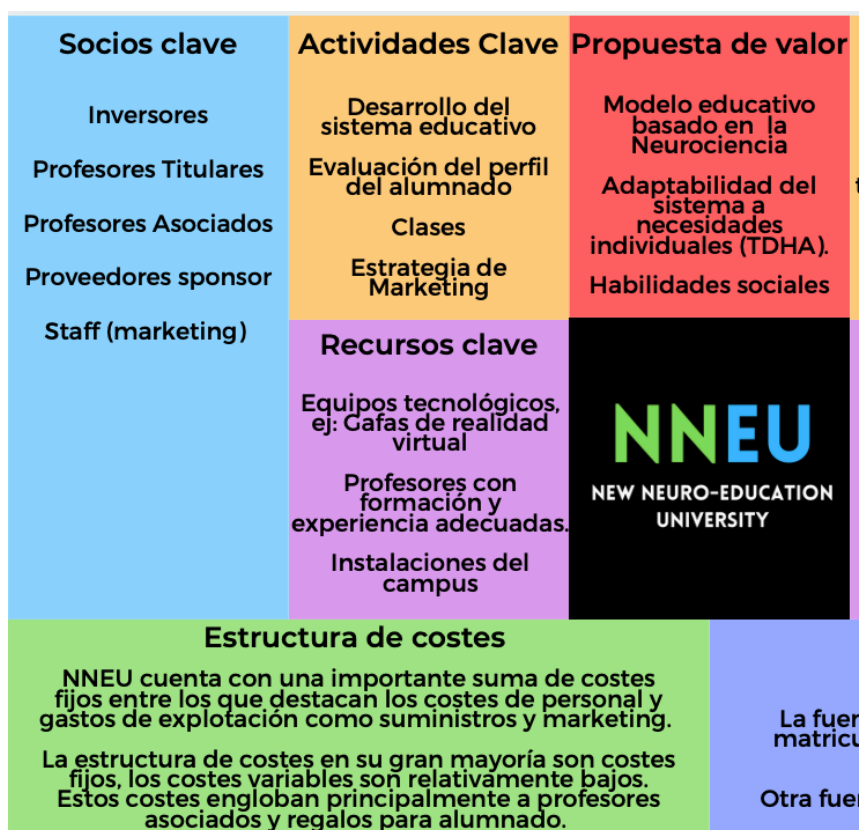 Socios clave
Inversores
Profesores Titulares
Profesores Asociados
Proveedores sponsor
Staff (marketing)
Actividades Clave
Desarrollo del
sistema educativo
Evaluación del perfil
del alumnado
Clases
Estrategia de
Marketing
Recursos clave
Equipos tecnológicos,
ej: Gafas de realidad
virtual
Profesores con
formación y
experiencia adecuadas.
Instalaciones del
campus
Propuesta de valor
Modelo educativo
basado en la
Neurociencia
Adaptabilidad del
sistema a
necesidades
individuales (TDHA).
Habilidades sociales
NNEU
NEW NEURO-EDUCATION
UNIVERSITY
Estructura de costes
NNEU cuenta con una importante suma de costes
fijos entre los que destacan los costes de personal y
gastos de explotación como suministros y marketing.
La estructura de costes en su gran mayoría son costes
fijos, los costes variables son relativamente bajos.
Estos costes engloban principalmente a profesores
asociados y regalos para alumnado.
La
Otra